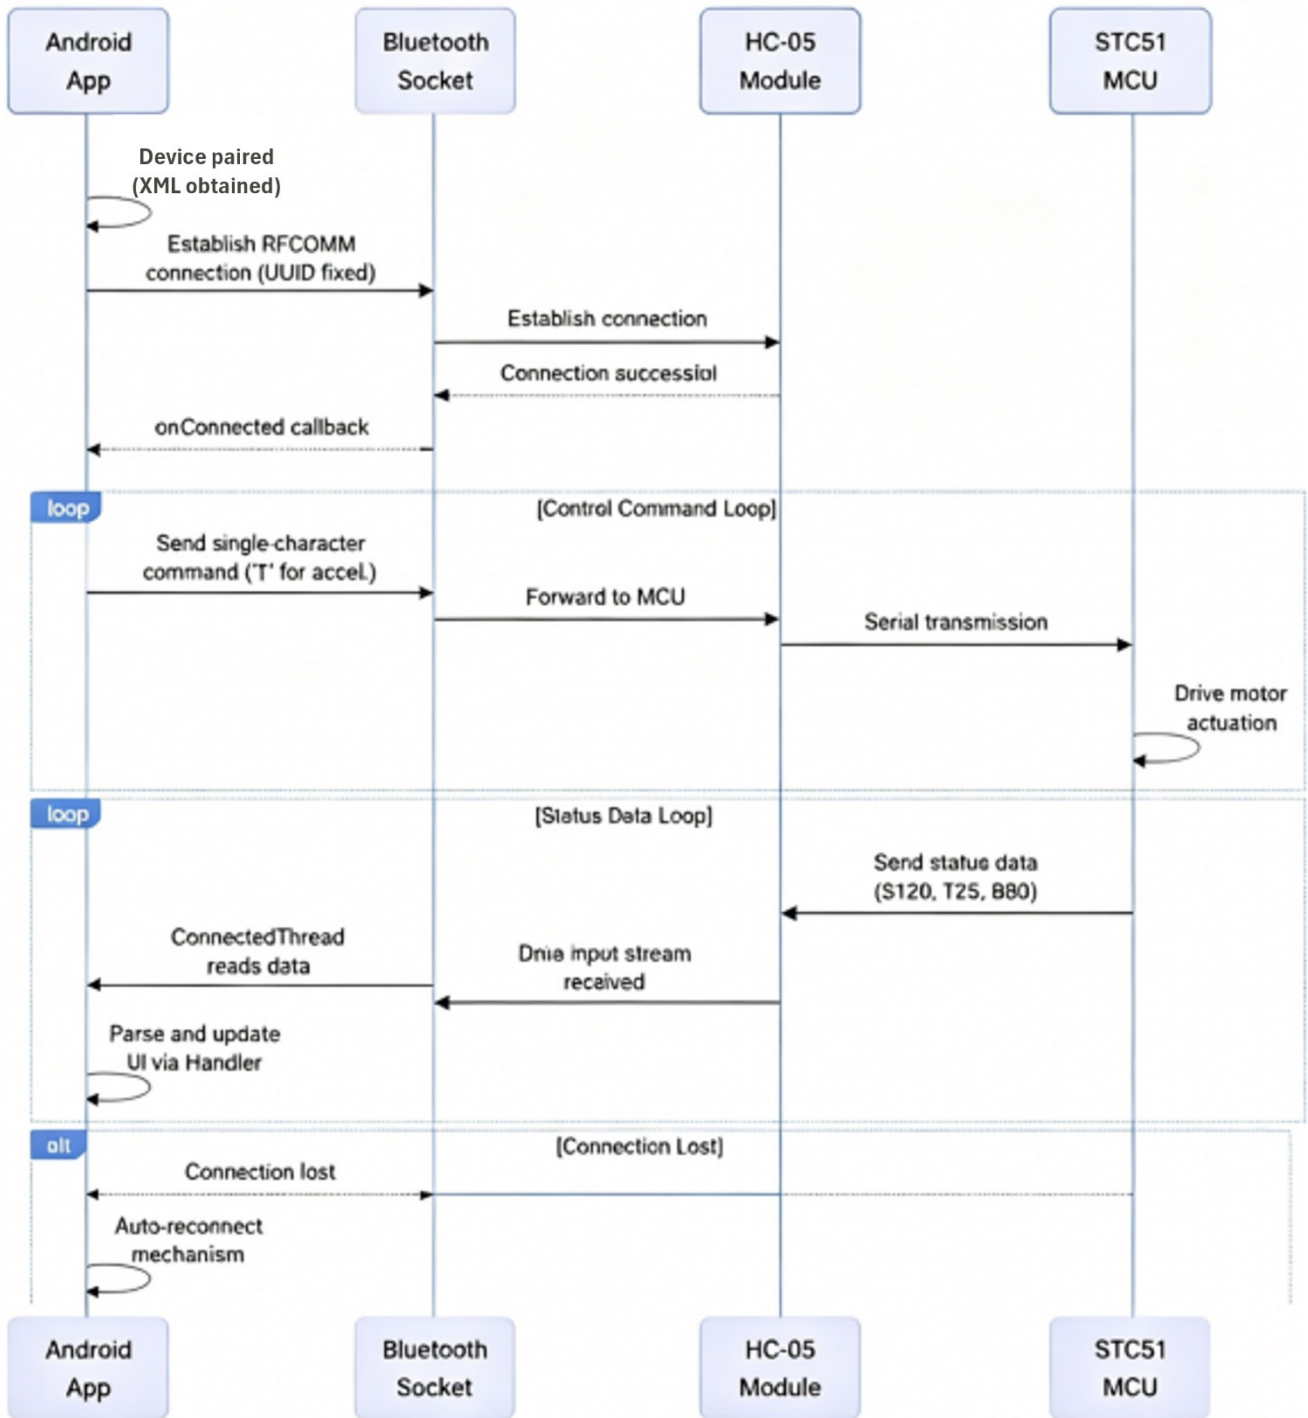 Android
App
Bluetooth
Socket
HC-05
Module
STC51
MCU
Device paired
(XML obtained)
Establish RFCOMM
connection (UUID fixed)
Establish connection
Connection successiol
onConnected callback
loop
[Control Command Loop]
Send single-character
command ('T' for accel.)
Forward to MCU
Serial transmission
Drive motor
actuation
loop
[Status Data Loop]
Send status data
(S120, T25, B80)
ConnectedThread
reads data
input stream
received
Parse and update
UI via Handler
alt
[Connection Lost]
Connection lost
Auto-reconnect
mechanism
Android
App
Bluetooth
Socket
HC-05
Module
STC51
MCU